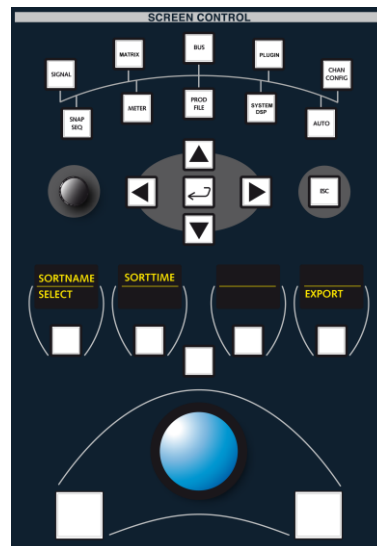 SCREEN CONTROL
SIGNAL
MATRIX
BUS
PLUGIN
CHAN
CONFIG
SNAP
SEQ
METER
PROD
FILE
SYSTEM
DSP
AUTO
ESC
SORTNAME
SELECT
SORTTIME
EXPORT